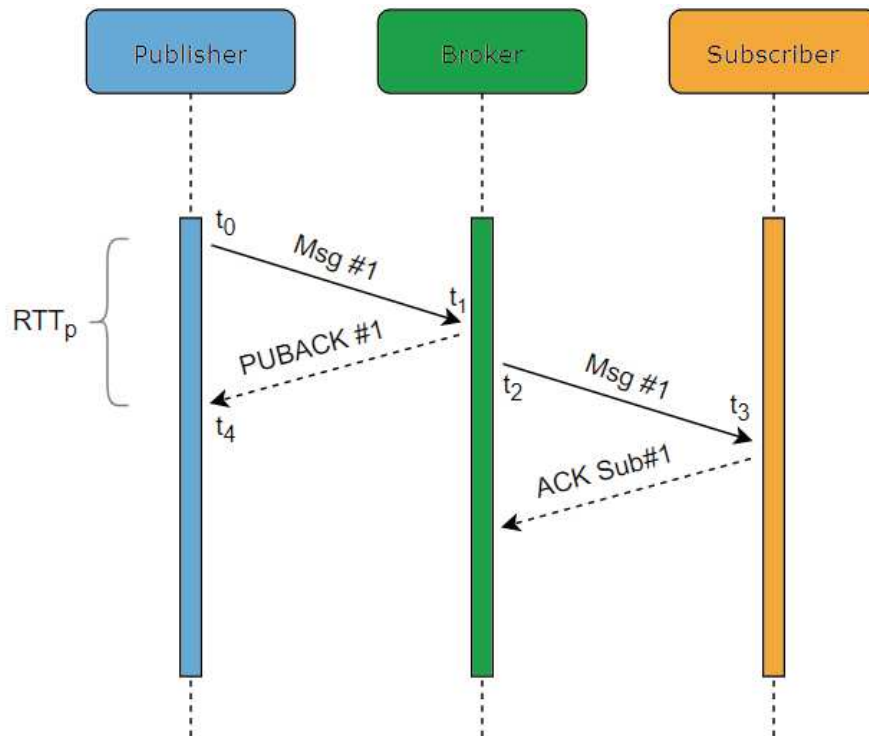 Publisher
Broker
Subscriber
t0
Msg #1
RTTp
t1
PUBACK #1
t2
Msg #1
t3
t4
ACK Sub#1